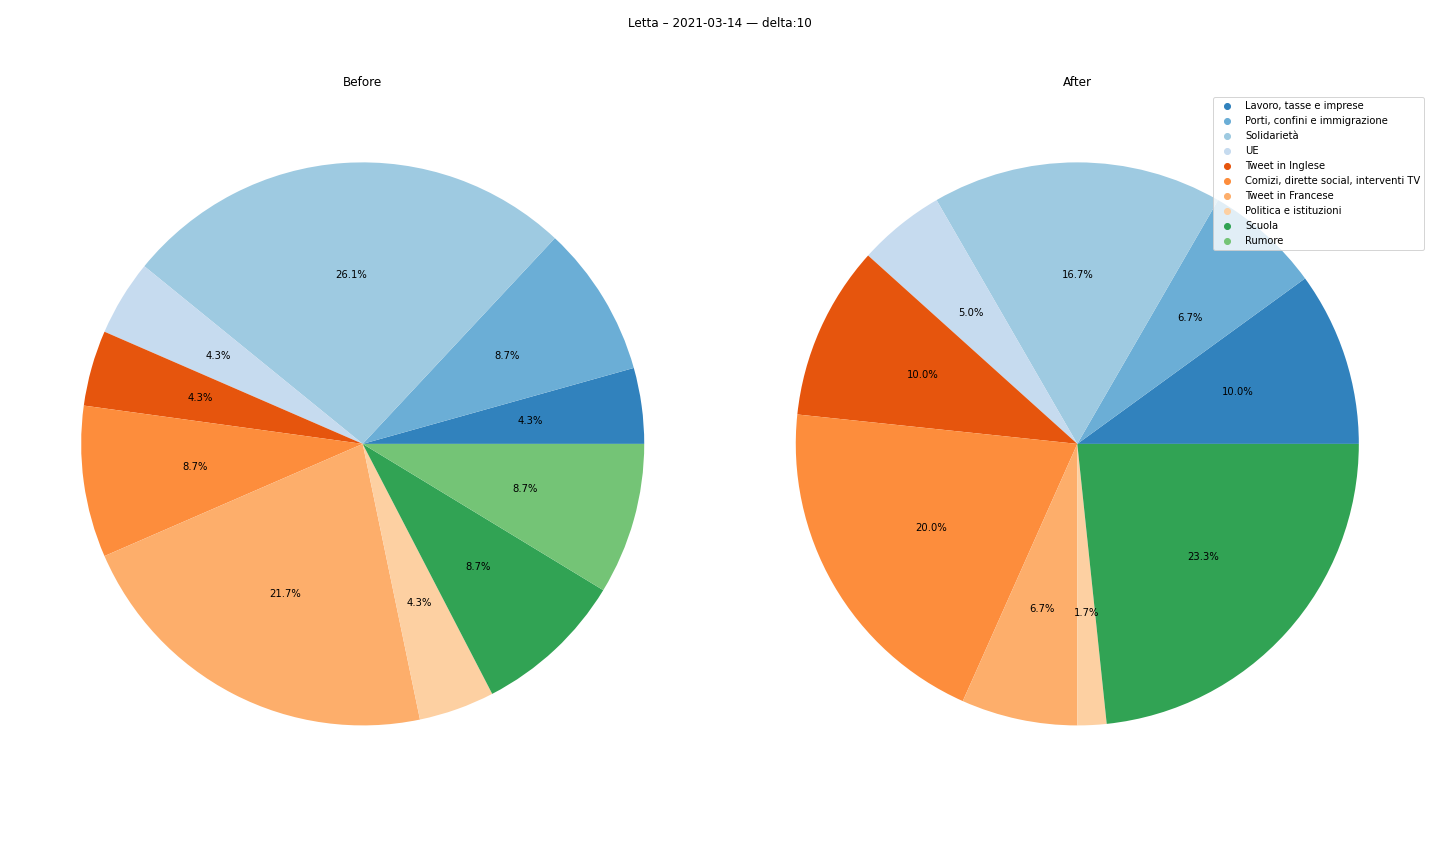 Letta – 2021-03-14 — delta:10
Before
26.1%
8.7%
4.3%
4.3%
4.3%
8.7%
21.7%
4.3%
8.7%
8.7%
After
Lavoro, tasse e imprese
Porti, confini e immigrazione
Solidarietà
UE
Tweet in Inglese
Comizi, dirette social, interventi TV
Tweet in Francese
Politica e istituzioni
Scuola
Rumore
16.7%
6.7%
5.0%
10.0%
10.0%
20.0%
6.7%
1.7%
23.3%